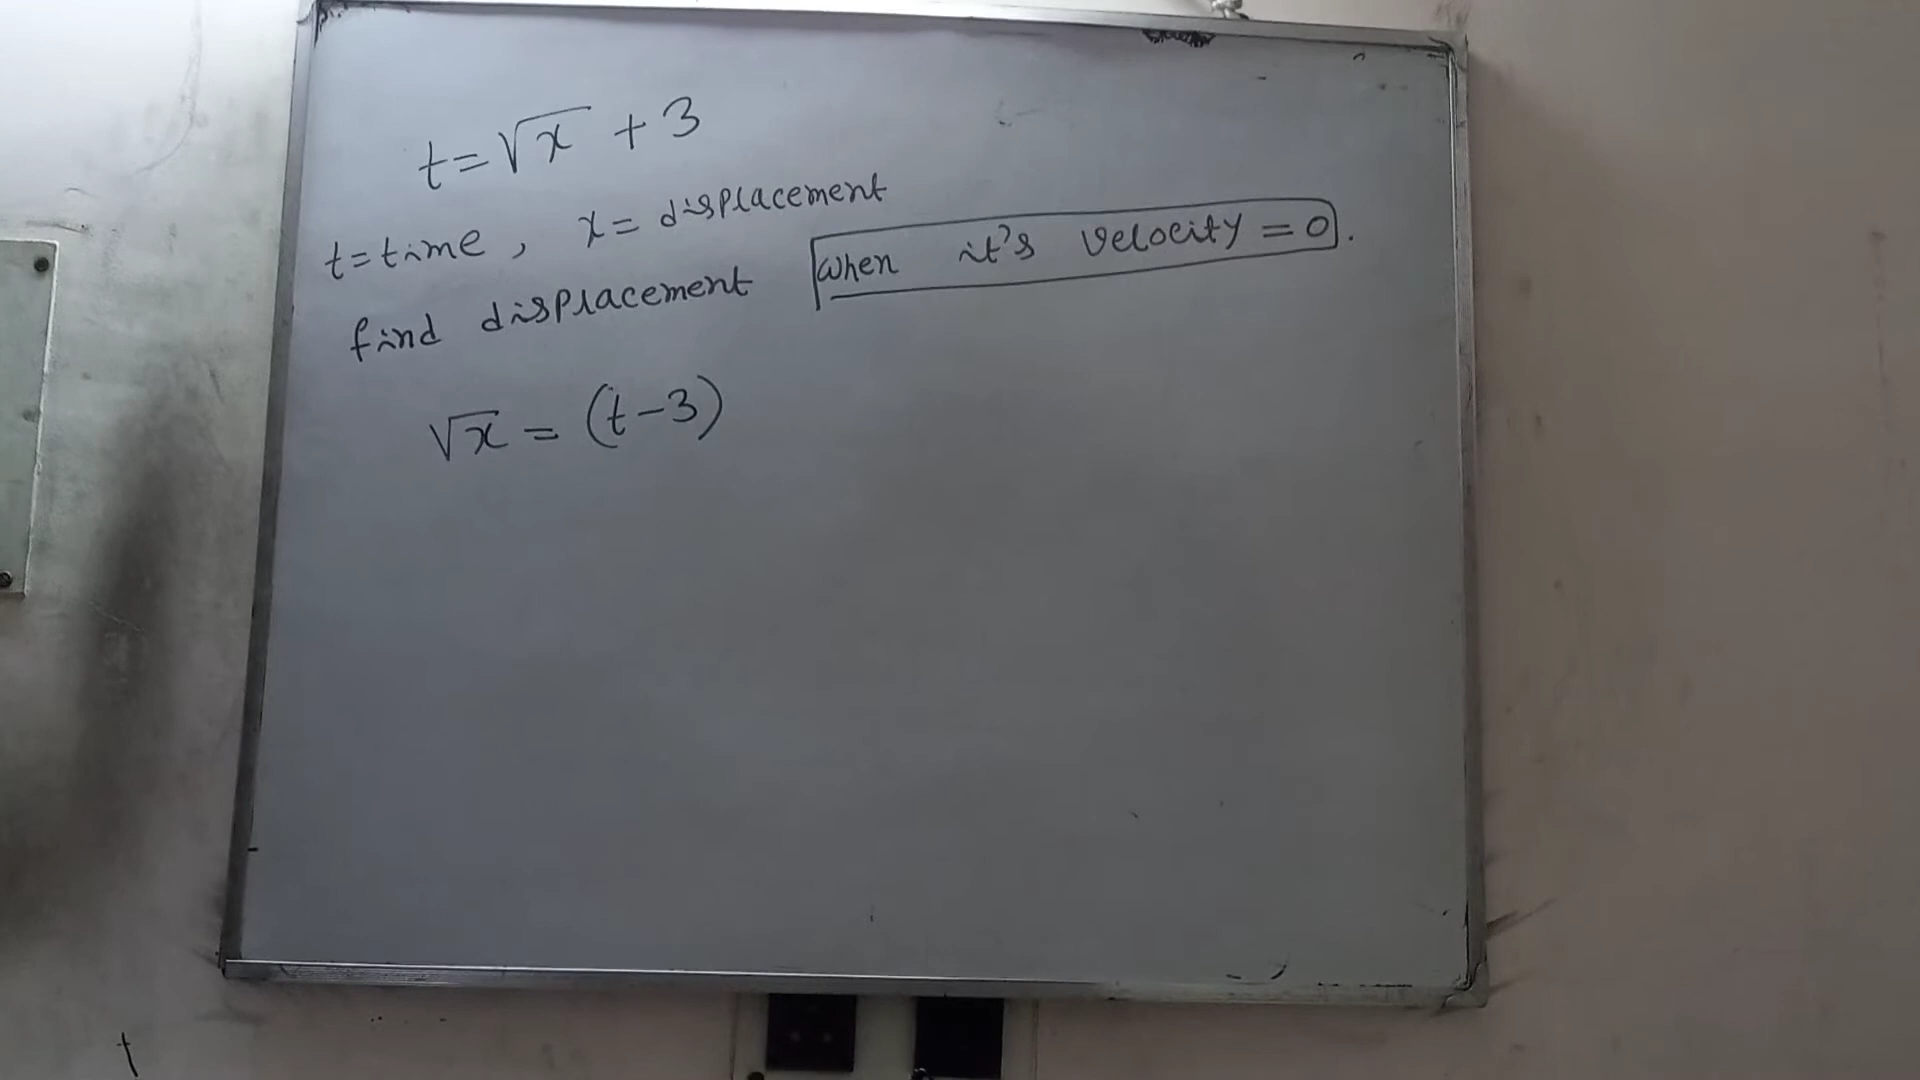 t=√x + 3
t=time, x= displacement
find displacement when it's velocity = 0.
√x = (t-3)
t